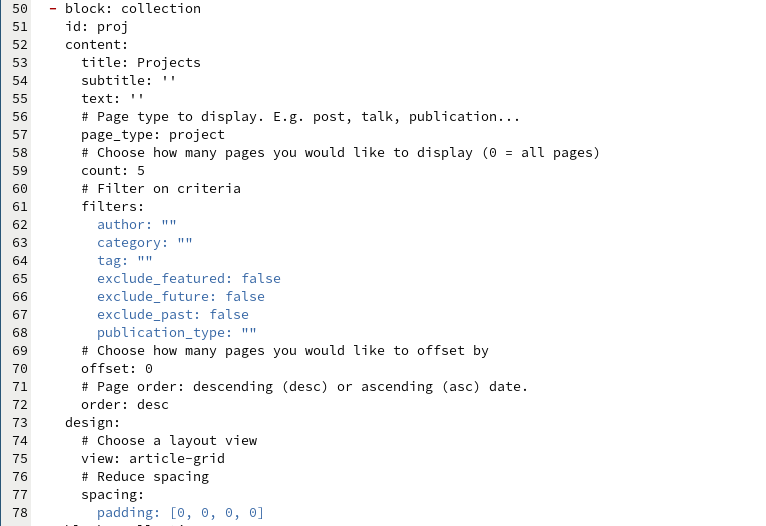 50 - block: collection
51 id: proj
52 content:
53 title: Projects
54 subtitle: ''
55 text: ''
56 # Page type to display. E.g. post, talk, publication...
57 page_type: project
58 # Choose how many pages you would like to display (0 = all pages)
59 count: 5
60 # Filter on criteria
61 filters:
62 author: ""
63 category: ""
64 tag: ""
65 exclude_featured: false
66 exclude_future: false
67 exclude_past: false
68 publication_type: ""
69 # Choose how many pages you would like to offset by
70 offset: 0
71 # Page order: descending (desc) or ascending (asc) date.
72 order: desc
73 design:
74 # Choose a layout view
75 view: article-grid
76 # Reduce spacing
77 spacing:
78 padding: [0, 0, 0, 0]